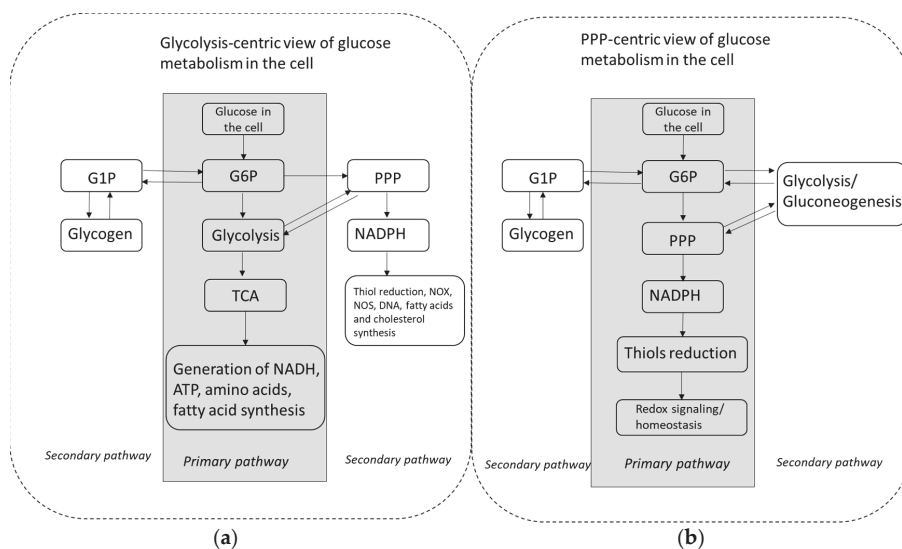 Glycolysis-centric view of glucose
metabolism in the cell
Glucose in
the cell
G1P
G6P
PPP
Glycogen
Glycolysis
NADPH
TCA
Thiol reduction, NOX,
NOS, DNA, fatty acids
and cholesterol
synthesis
Generation of NADH,
ATP, amino acids,
fatty acid synthesis
Secondary pathway
Primary pathway
Secondary pathway
(a)
PPP-centric view of glucose
metabolism in the cell
Glucose in
the cell
G1P
G6P
Glycolysis/
Gluconeogenesis
Glycogen
PPP
NADPH
Thiols reduction
Redox signaling/
homeostasis
Secondary pathway
Primary pathway
Secondary pathway
(b)